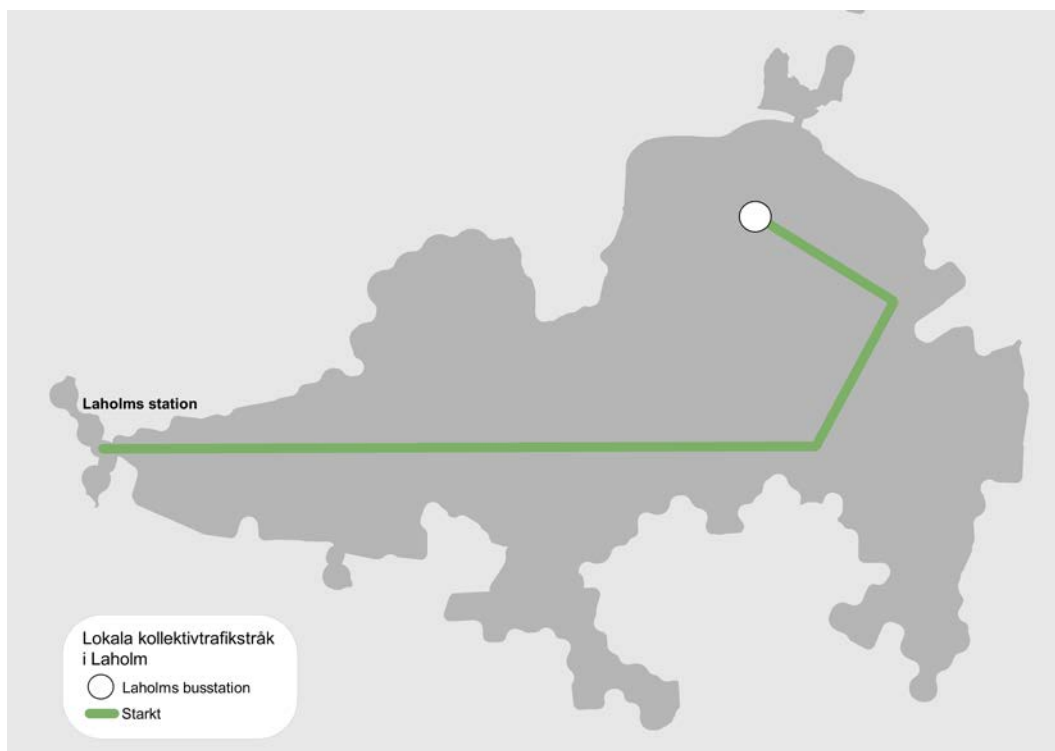 Laholms station
Lokala kollektivtrafikstråk
i Laholm
Laholms busstation
Starkt